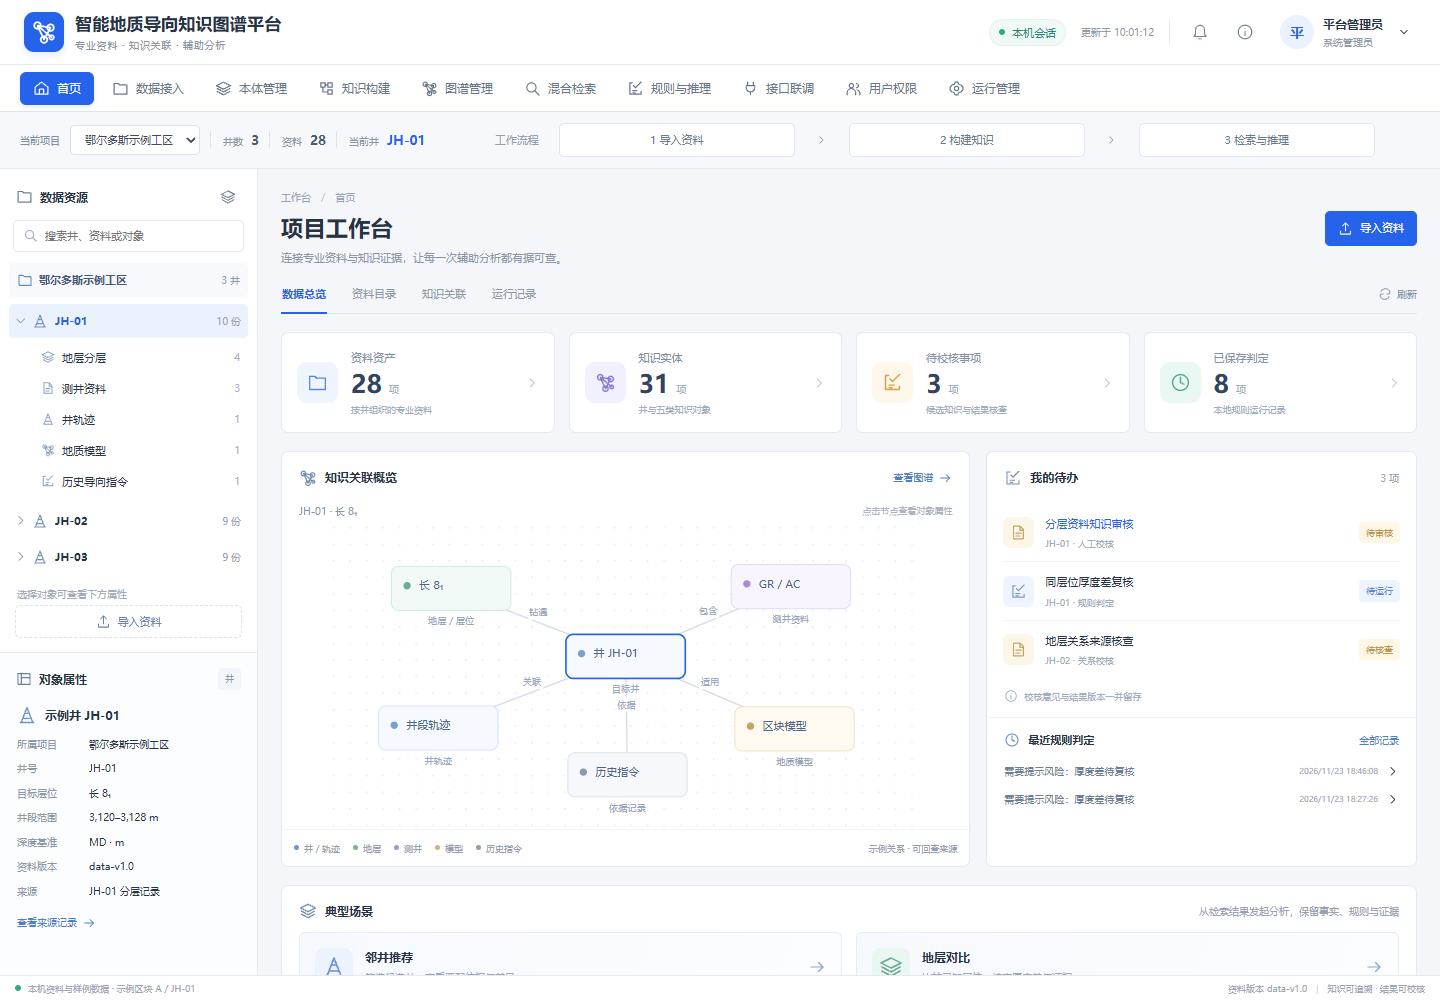 智能地质导向知识图谱平台
专业资料 · 知识关联 · 辅助分析
本机会话
更新于 10:01:12
平
平台管理员
系统管理员
首页
数据接入
本体管理
知识构建
图谱管理
混合检索
规则与推理
接口联调
用户权限
运行管理
当前项目
鄂尔多斯示例工区
井数 3
资料 28
当前井 JH-01
工作流程
1 导入资料
2 构建知识
3 检索与推理
数据资源
搜索井、资料或对象
鄂尔多斯示例工区
3 井
JH-01
10 份
地层分层
4
测井资料
3
井轨迹
1
地质模型
1
历史导向指令
1
JH-02
9 份
JH-03
9 份
选择对象可查看下方属性
导入资料
对象属性
井
示例井 JH-01
所属项目
鄂尔多斯示例工区
井号
JH-01
目标层位
长 8₁
井段范围
3,120–3,128 m
深度基准
MD · m
资料版本
data-v1.0
来源
JH-01 分层记录
查看来源记录
工作台 / 首页
项目工作台
连接专业资料与知识证据，让每一次辅助分析都有据可查。
导入资料
数据总览
资料目录
知识关联
运行记录
刷新
资料资产
28 项
按井组织的专业资料
知识实体
31 项
井与五类知识对象
待校核事项
3 项
候选知识与结果核查
已保存判定
8 项
本地规则运行记录
知识关联概览
查看图谱
JH-01 · 长 8₁
点击节点查看对象属性
长 8₁
地层 / 层位
GR / AC
测井资料
钻遇
包含
井 JH-01
目标井
关联
适用
依据
井段轨迹
井轨迹
区块模型
地质模型
历史指令
依据记录
井 / 轨迹
地层
测井
模型
历史指令
示例关系 · 可回查来源
我的待办
3 项
分层资料知识审核
JH-01 · 人工校核
待审核
同层位厚度差复核
JH-01 · 规则判定
待运行
地层关系来源核查
JH-02 · 关系校核
待核查
校核意见与结果版本一并留存
最近规则判定
全部记录
需要提示风险：厚度差待复核
2026/11/23 18:46:08
需要提示风险：厚度差待复核
2026/11/23 18:27:26
典型场景
从检索结果发起分析，保留事实、规则与证据
邻井推荐
地层对比
本机资料与样例数据 · 示例区块 A / JH-01
资料版本 data-v1.0 | 知识可追溯 · 结果可校核